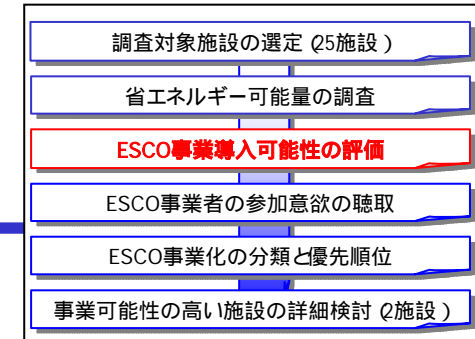 調査対象施設の選定（25施設）
省エネルギー可能量の調査
ESCO事業導入可能性の評価
ESCO事業者の参加意欲の聴取
ESCO事業化の分類と優先順位
事業可能性の高い施設の詳細検討（2施設）